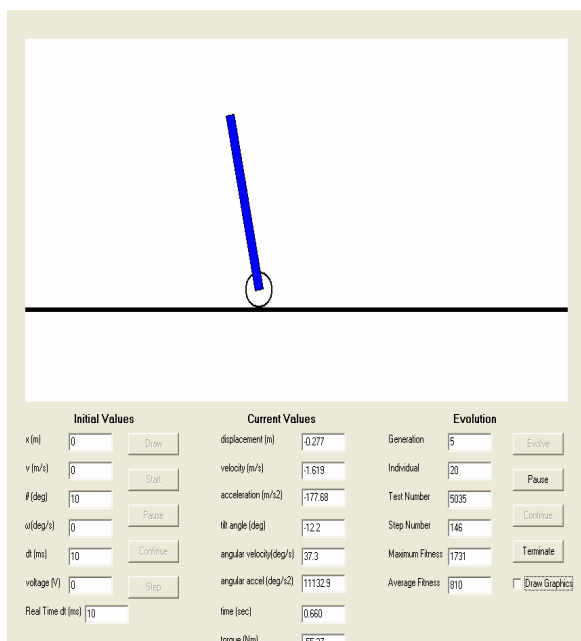 Initial Values
x (m) 0 Draw
v (m/s) 0 Start
θ (deg) 10 Pause
ω(deg/s) 0 Continue
dt (ms) 10 Step
voltage (V) 0
Real Time dt (ms) 10
Current Values
displacement (m) -0.277
velocity (m/s) -1.619
acceleration (m/s2) -177.68
tilt angle (deg) -12.2
angular velocity(deg/s) 37.3
angular accel (deg/s2) 11132.9
time (sec) 0.660
torque (Nm)
Evolution
Generation 5 Evolve
Individual 20 Pause
Test Number 5035 Continue
Step Number 146
Maximum Fitness 1731 Terminate
Average Fitness 810 Draw Graphics